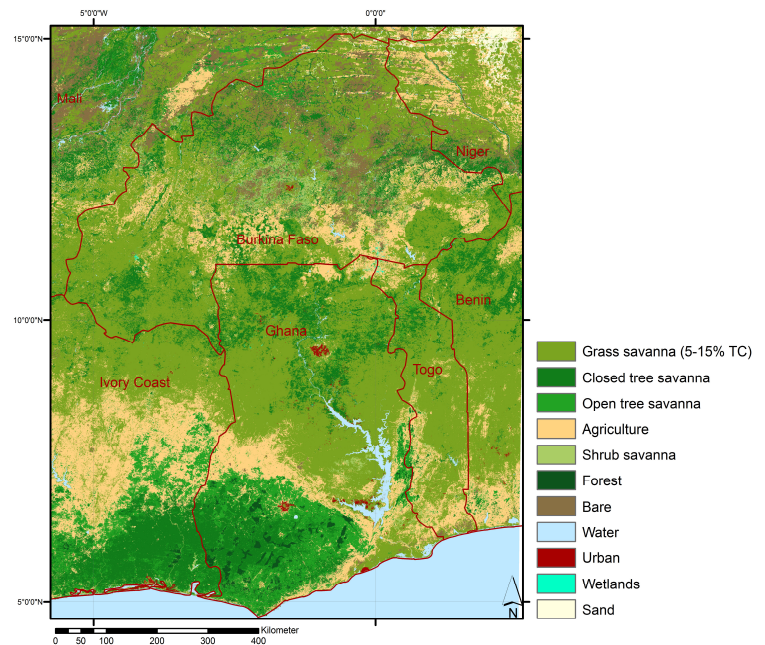 5°0'0"W
0°0'0"
15°0'0"N
Mali
Niger
Burkina Faso
Benin
10°0'0"N
Ghana
Togo
Ivory Coast
Grass savanna (5-15% TC)
Closed tree savanna
Open tree savanna
Agriculture
Shrub savanna
Forest
Bare
Water
Urban
Wetlands
Sand
5°0'0"N
N
Kilometer
0 50 100 200 300 400